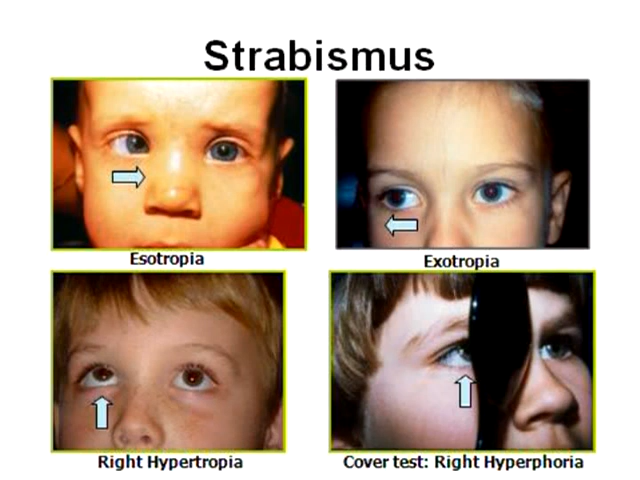 Strabismus
Esotropia
Exotropia
Right Hypertropia
Cover test: Right Hyperphoria